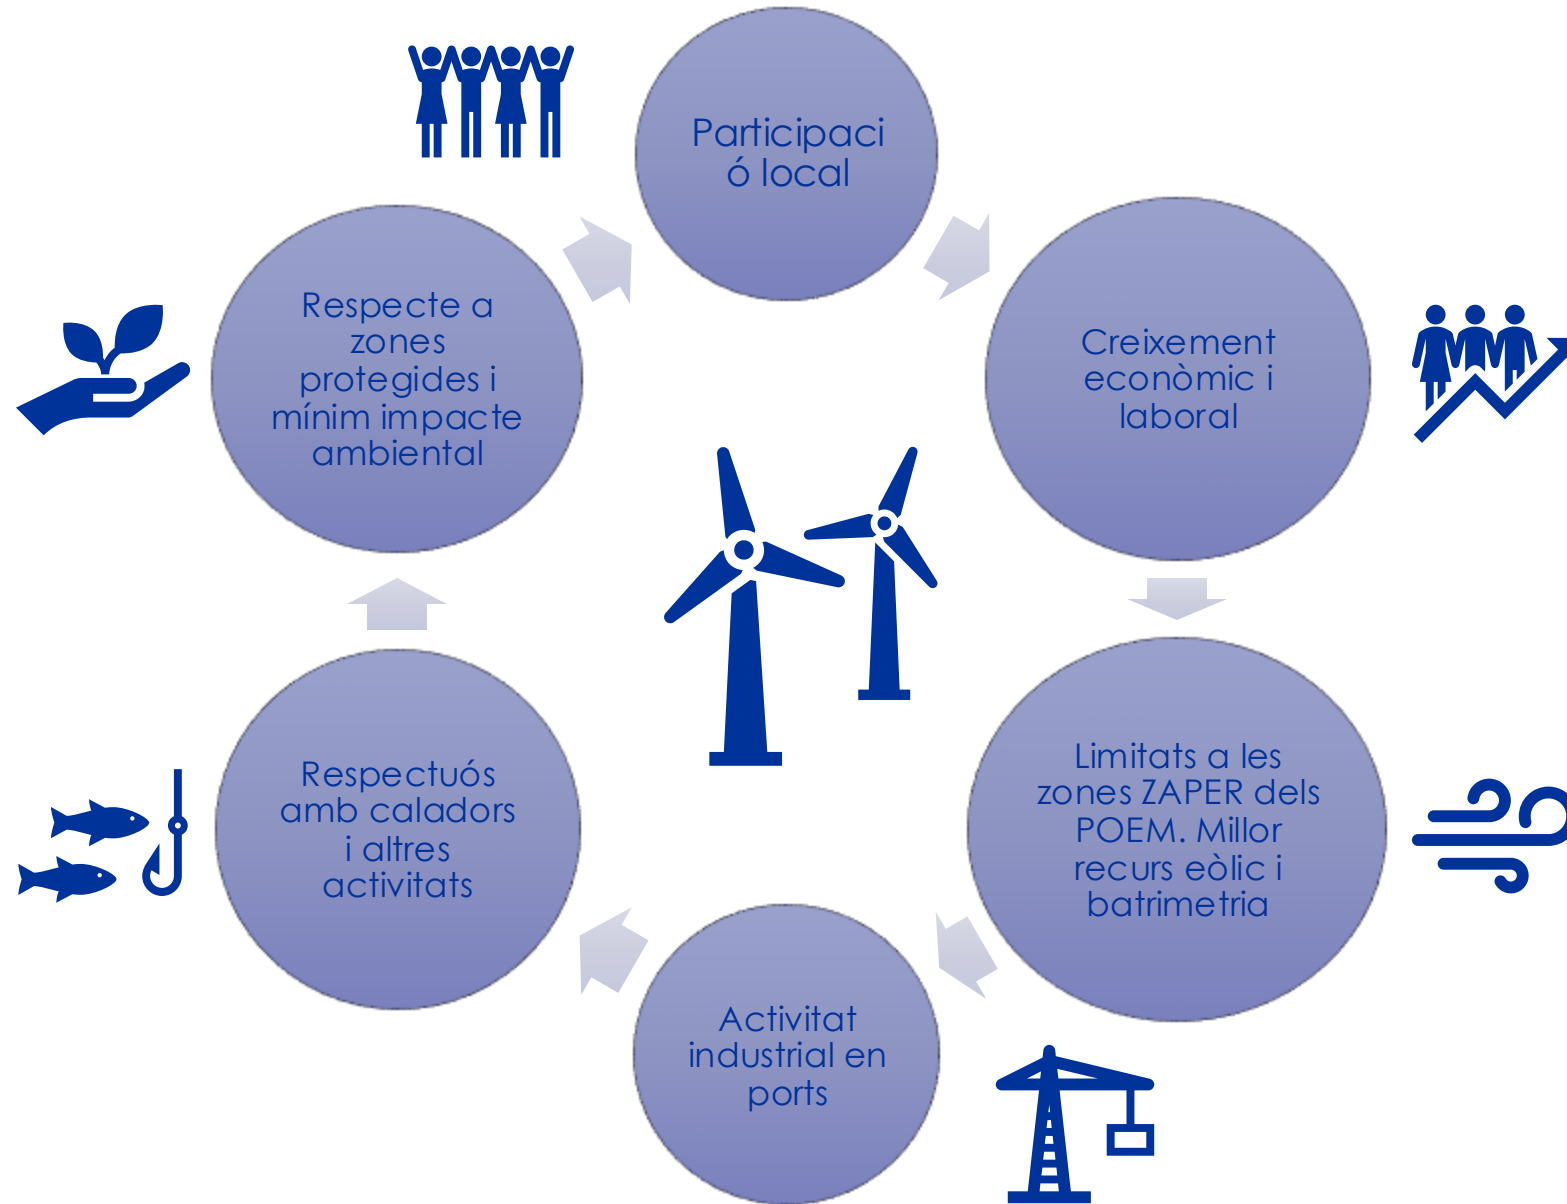 Participaci
ó local
Creixement
econòmic i
laboral
Limitats a les
zones ZAPER dels
POEM. Millor
recurs eòlic i
batrimetria
Activitat
industrial en
ports
Respectuós
amb caladors
i altres
activitats
Respecte a
zones
protegides i
mínim impacte
ambiental